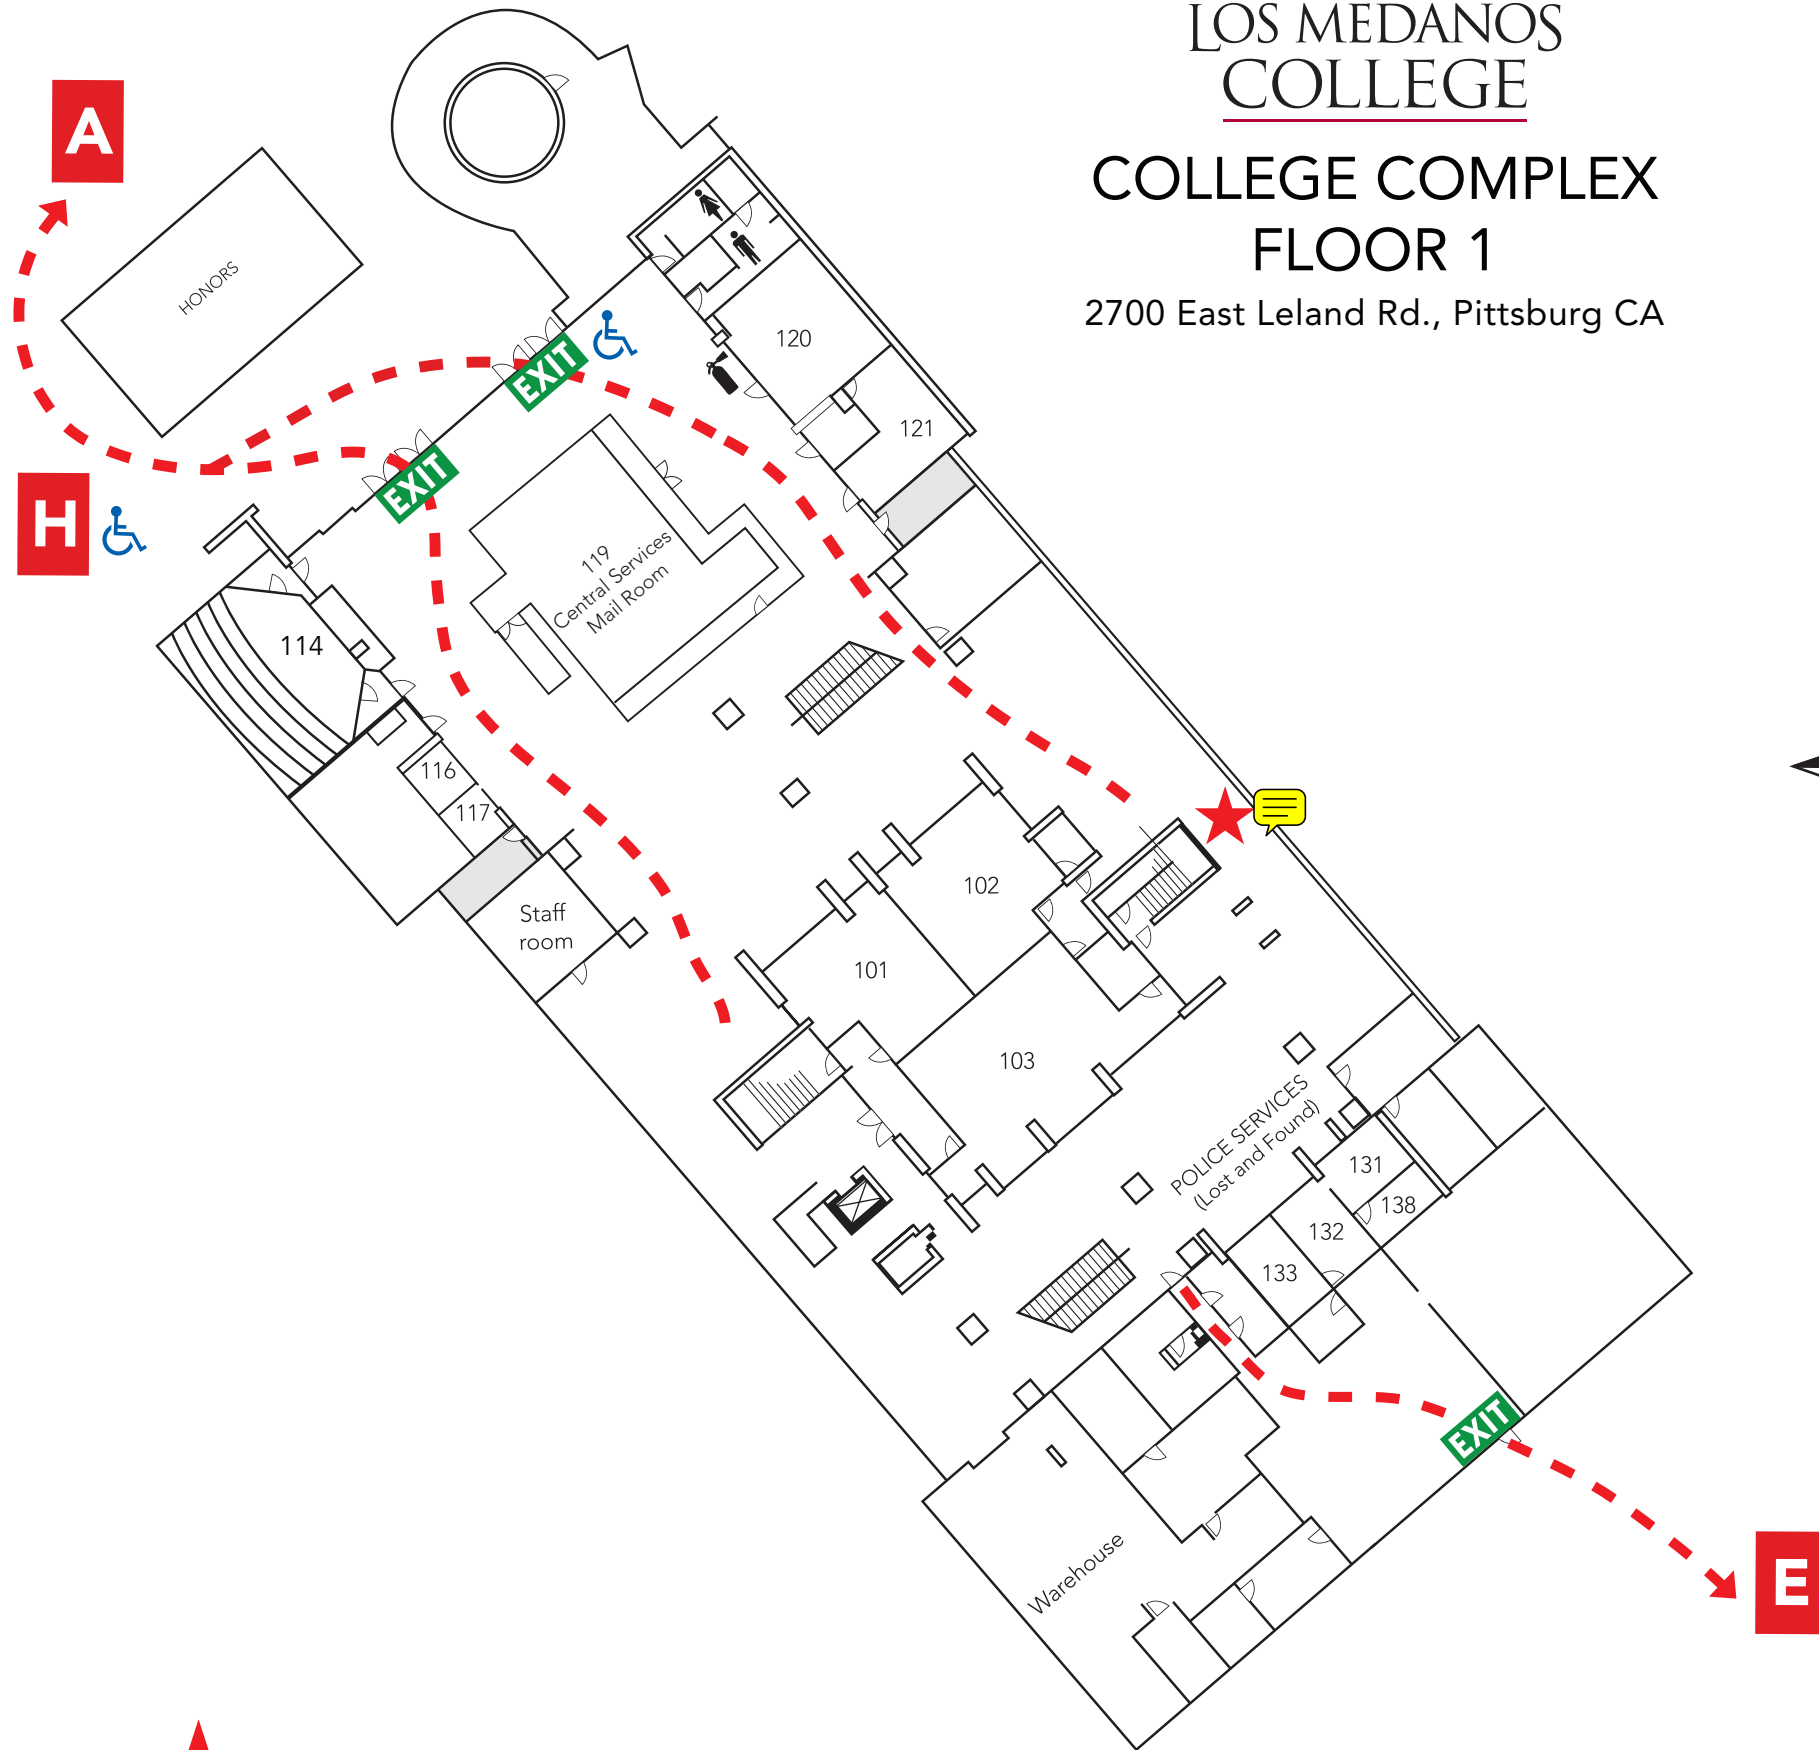 LOS MEDANOS
COLLEGE
COLLEGE COMPLEX
FLOOR 1
2700 East Leland Rd., Pittsburg CA
A
HONORS
EXIT
120
121
EXIT
H
119
Central Services
Mail Room
114
116
117
Staff
room
102
101
103
POLICE SERVICES
(Lost and Found)
131
138
132
133
EXIT
Warehouse
E